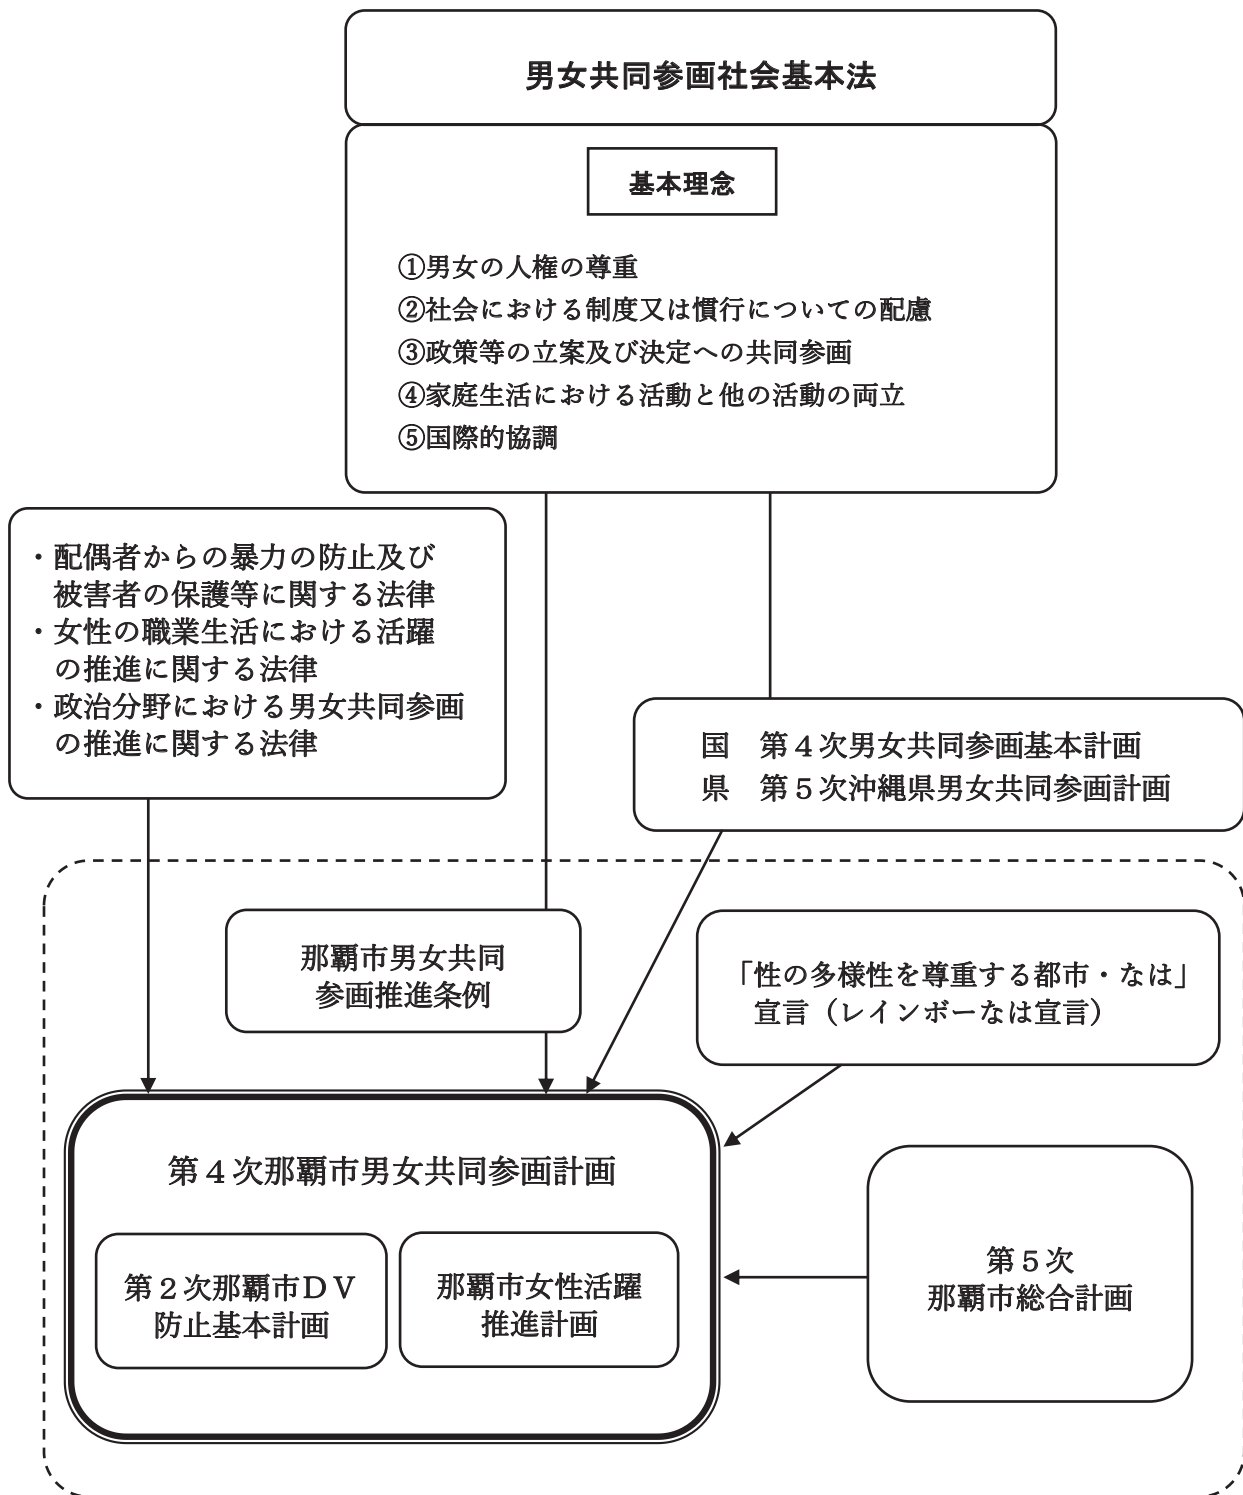 男女共同参画社会基本法
基本理念
①男女の人権の尊重
②社会における制度又は慣行についての配慮
③政策等の立案及び決定への共同参画
④家庭生活における活動と他の活動の両立
⑤国際的協調
・配偶者からの暴力の防止及び
被害者の保護等に関する法律
・女性の職業生活における活躍
の推進に関する法律
・政治分野における男女共同参画
の推進に関する法律
国　第４次男女共同参画基本計画
県　第５次沖縄県男女共同参画計画
那覇市男女共同
参画推進条例
「性の多様性を尊重する都市・なは」
宣言（レインボーなは宣言）
第４次那覇市男女共同参画計画
第２次那覇市ＤＶ
防止基本計画
那覇市女性活躍
推進計画
第５次
那覇市総合計画